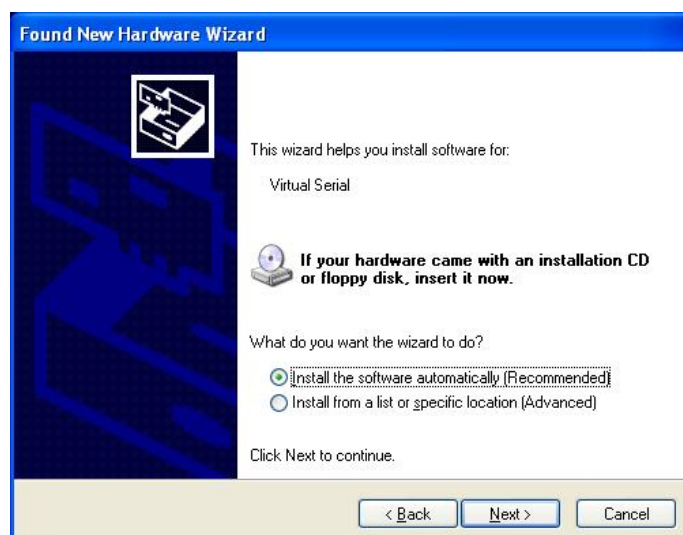 Found New Hardware Wizard
This wizard helps you install software for:
Virtual Serial
If your hardware came with an installation CD
or floppy disk, insert it now.
What do you want the wizard to do?
Install the software automatically (Recommended)
Install from a list or specific location (Advanced)
Click Next to continue.
< Back Next > Cancel